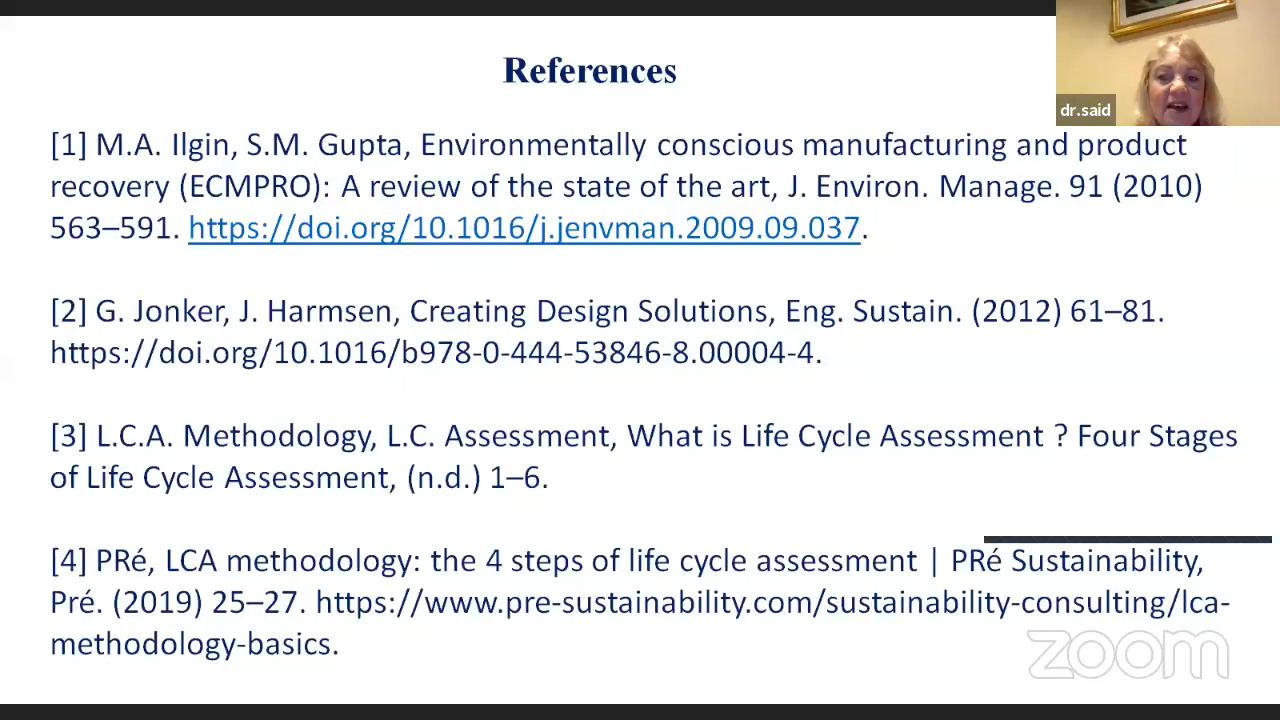 References
dr.said
[1] M.A. Ilgin, S.M. Gupta, Environmentally conscious manufacturing and product
recovery (ECMPRO): A review of the state of the art, J. Environ. Manage. 91 (2010)
563–591. https://doi.org/10.1016/j.jenvman.2009.09.037.
[2] G. Jonker, J. Harmsen, Creating Design Solutions, Eng. Sustain. (2012) 61–81.
https://doi.org/10.1016/b978-0-444-53846-8.00004-4.
[3] L.C.A. Methodology, L.C. Assessment, What is Life Cycle Assessment ? Four Stages
of Life Cycle Assessment, (n.d.) 1–6.
[4] PRé, LCA methodology: the 4 steps of life cycle assessment | PRé Sustainability,
Pré. (2019) 25–27. https://www.pre-sustainability.com/sustainability-consulting/lca-
methodology-basics.
zoom